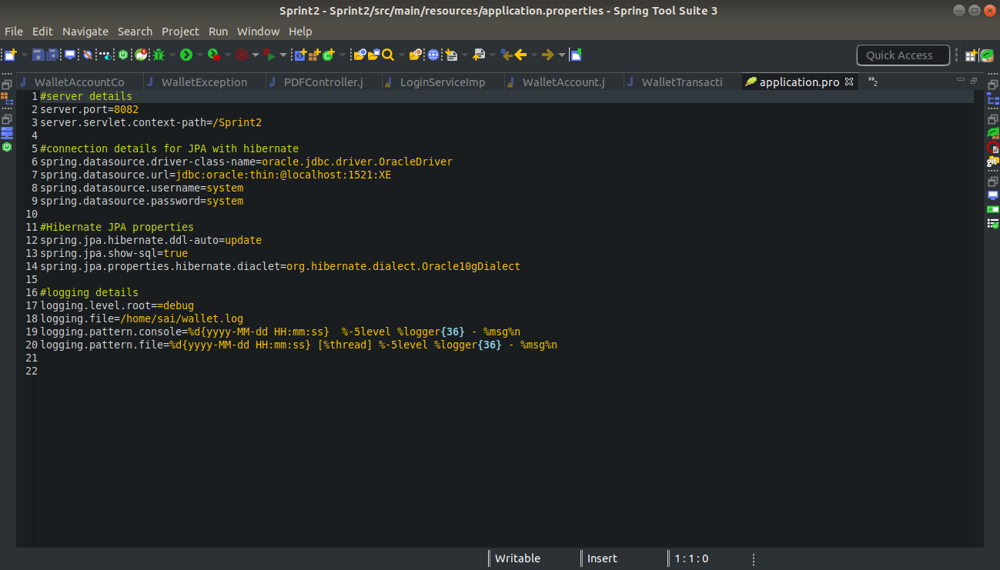 Sprint2 - Sprint2/src/main/resources/application.properties - Spring Tool Suite 3
File Edit Navigate Search Project Run Window Help
Quick Access
WalletAccountCo WalletException PDFController.j LoginServiceImp WalletAccount.j WalletTransacti application.pro »2
1 #server details
2 server.port=8082
3 server.servlet.context-path=/Sprint2
4
5 #connection details for JPA with hibernate
6 spring.datasource.driver-class-name=oracle.jdbc.driver.OracleDriver
7 spring.datasource.url=jdbc:oracle:thin:@localhost:1521:XE
8 spring.datasource.username=system
9 spring.datasource.password=system
10
11 #Hibernate JPA properties
12 spring.jpa.hibernate.ddl-auto=update
13 spring.jpa.show-sql=true
14 spring.jpa.properties.hibernate.diaclet=org.hibernate.dialect.Oracle10gDialect
15
16 #logging details
17 logging.level.root==debug
18 logging.file=/home/sai/wallet.log
19 logging.pattern.console=%d{yyyy-MM-dd HH:mm:ss}  %-5level %logger{36} - %msg%n
20 logging.pattern.file=%d{yyyy-MM-dd HH:mm:ss} [%thread] %-5level %logger{36} - %msg%n
21
22
git
Writable Insert 1 : 1 : 0